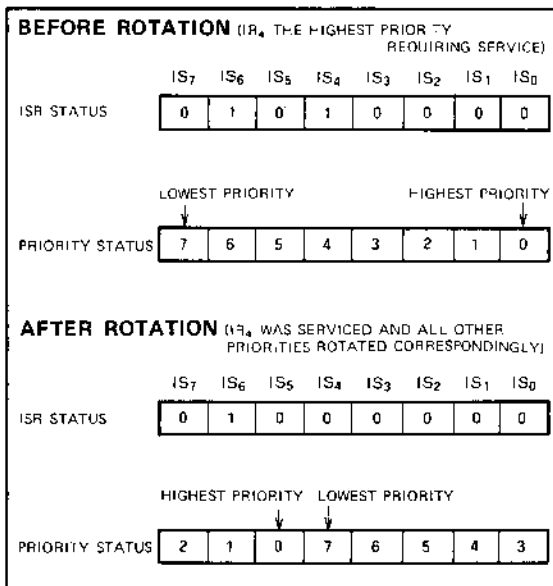 BEFORE ROTATION (IR₄ THE HIGHEST PRIORITY
REQUIRING SERVICE)
IS₇ IS₆ IS₅ IS₄ IS₃ IS₂ IS₁ IS₀
ISR STATUS 0 1 0 1 0 0 0 0
LOWEST PRIORITY HIGHEST PRIORITY
PRIORITY STATUS 7 6 5 4 3 2 1 0
AFTER ROTATION (IR₄ WAS SERVICED AND ALL OTHER
PRIORITIES ROTATED CORRESPONDINGLY)
IS₇ IS₆ IS₅ IS₄ IS₃ IS₂ IS₁ IS₀
ISR STATUS 0 1 0 0 0 0 0 0
HIGHEST PRIORITY LOWEST PRIORITY
PRIORITY STATUS 2 1 0 7 6 5 4 3